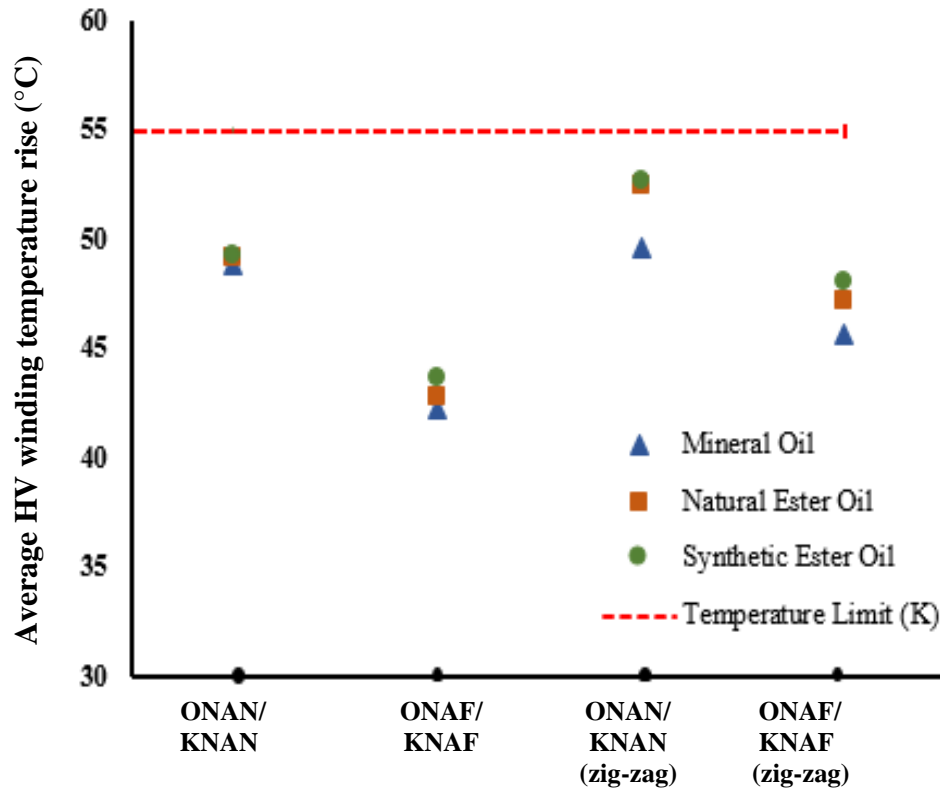 Average HV winding temperature rise (°C)
60
55
50
45
40
35
30
Mineral Oil
Natural Ester Oil
Synthetic Ester Oil
Temperature Limit (K)
ONAN/
KNAN
ONAF/
KNAF
ONAN/
KNAN
(zig-zag)
ONAF/
KNAF
(zig-zag)